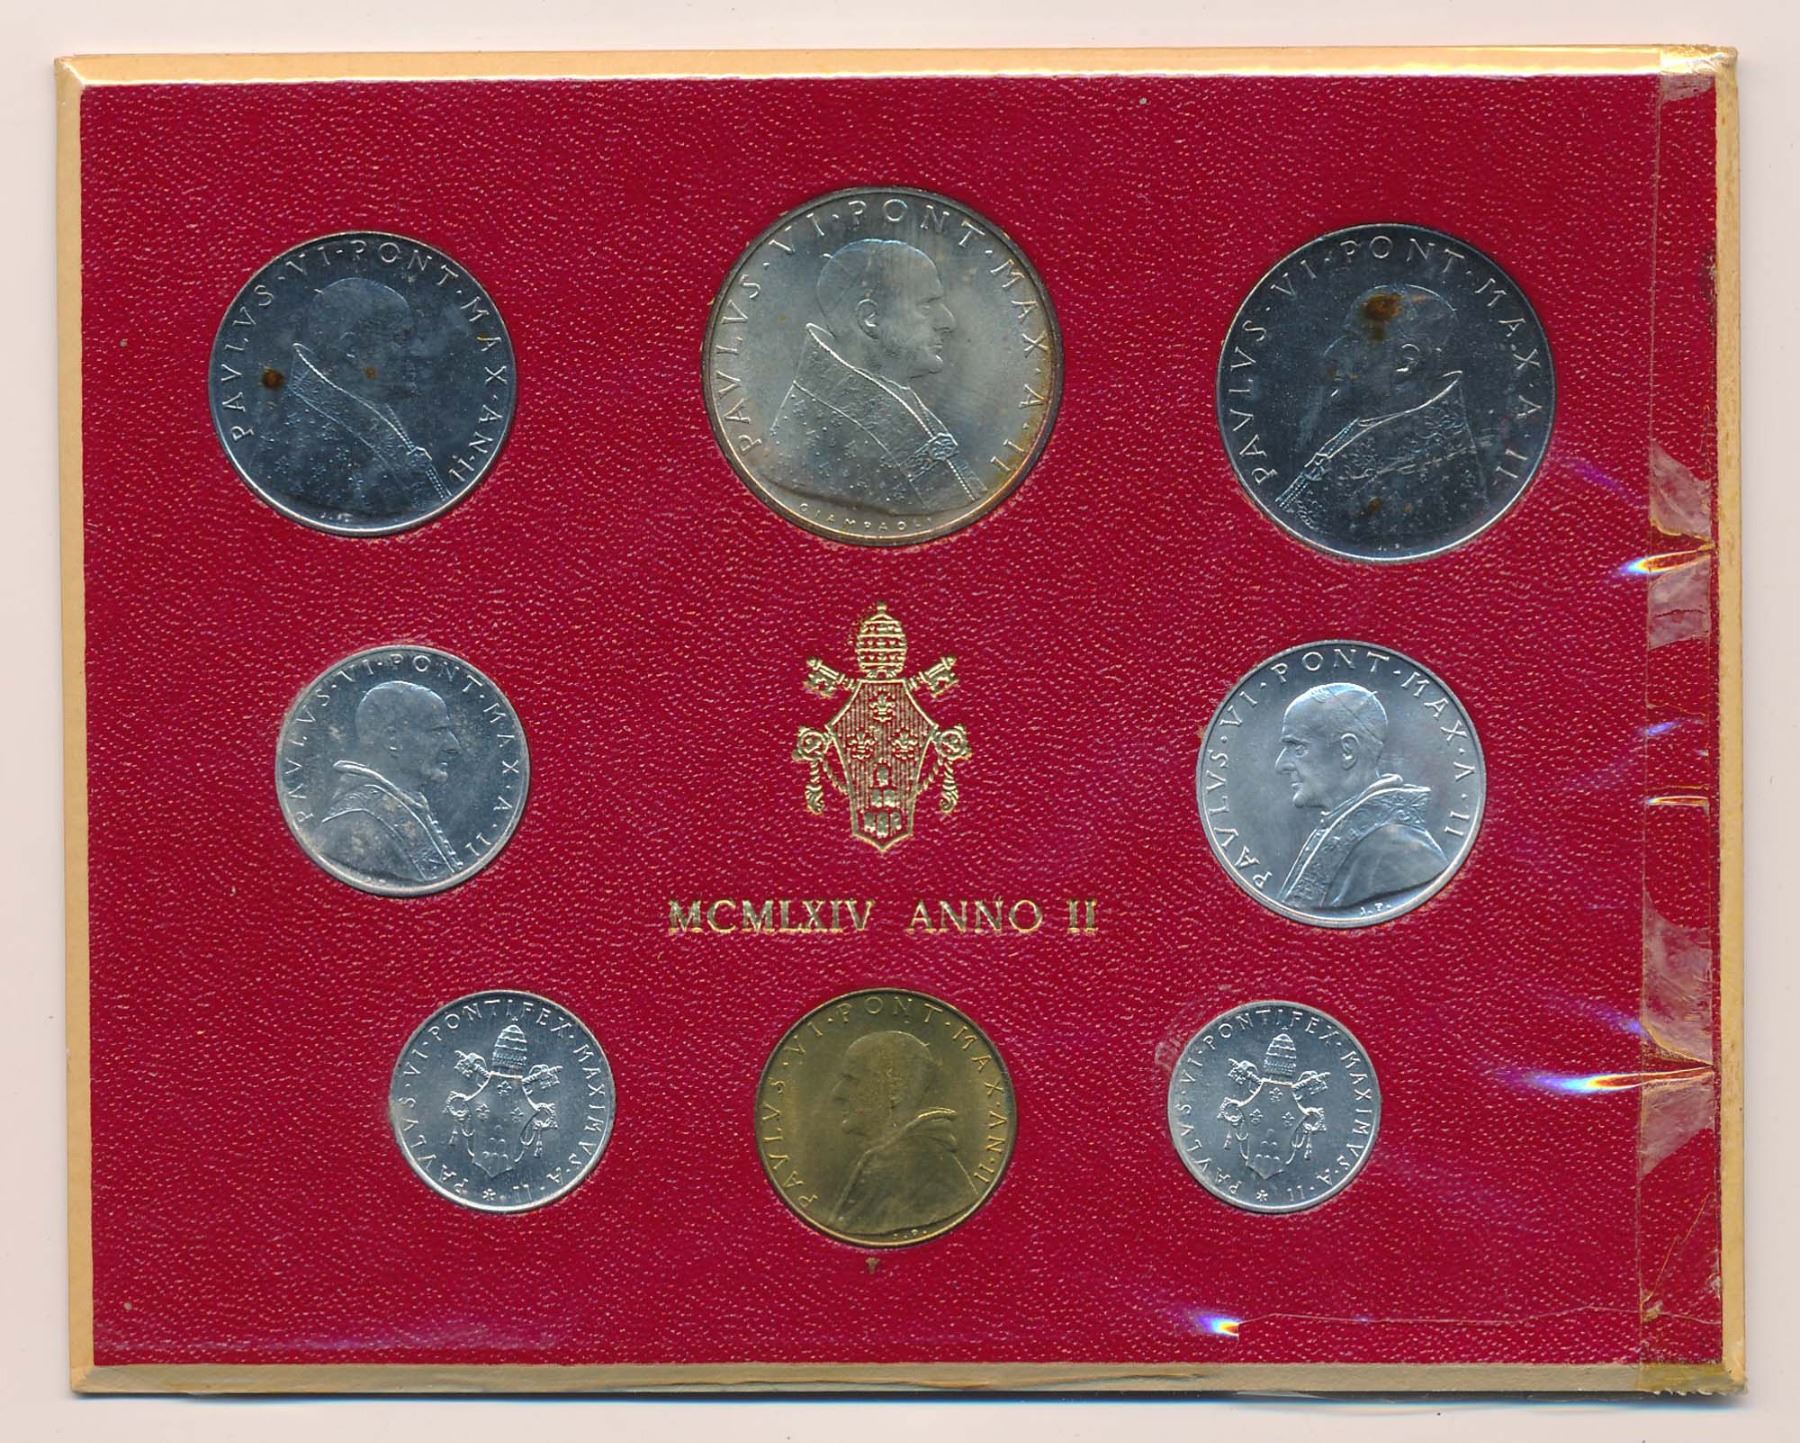 PAVLVS · VI · PONT · MAX · AN · II
PAVLVS · VI · PONT · MAX · A · II
GIAMPAOLI
PAVLVS · VI · PONT · MAX · A · II
PAVLVS · VI · PONT · MAX · A · II
PAVLVS · VI · PONT · MAX · A · II
J.P.
MCMLXIV ANNO II
PAVLVS · VI · PONTIFEX · MAXIMVS · A · II · *
PAVLVS · VI · PONT · MAX · AN · II
PAVLVS · VI · PONTIFEX · MAXIMVS · A · II *